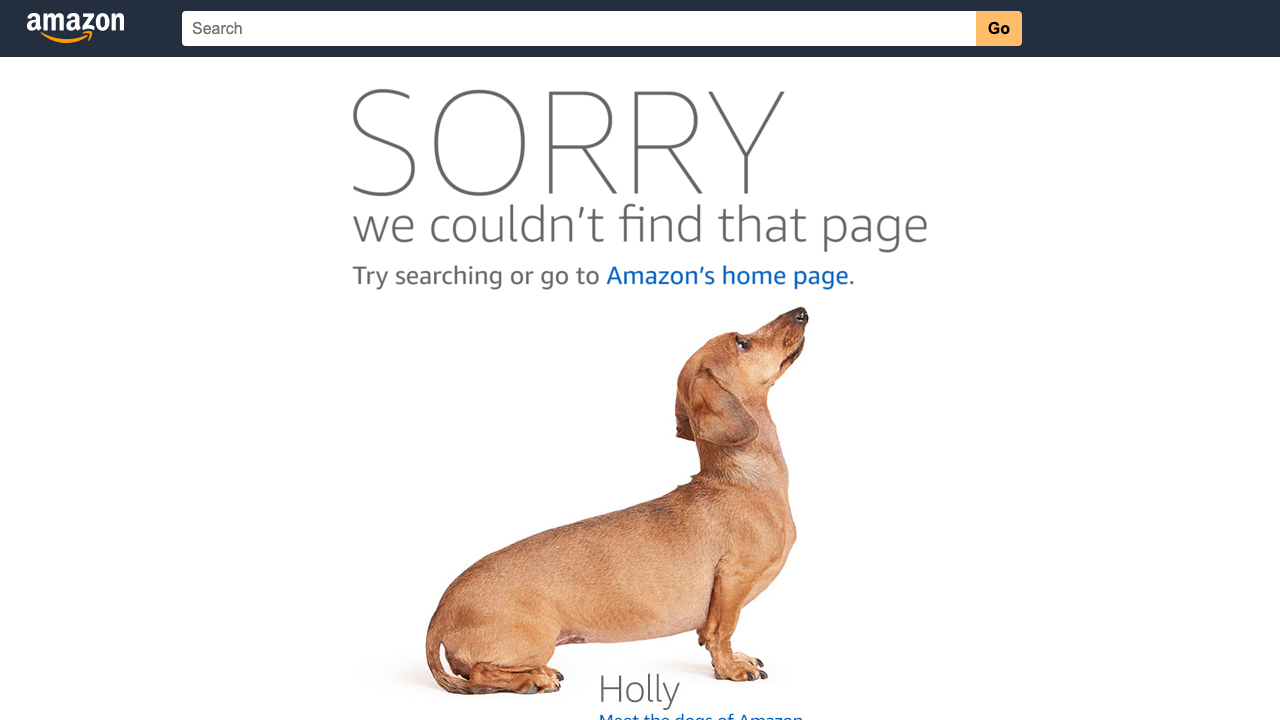 amazon
Search
Go
SORRY
we couldn't find that page
Try searching or go to Amazon's home page.
Holly
Meet the dogs of Amazon